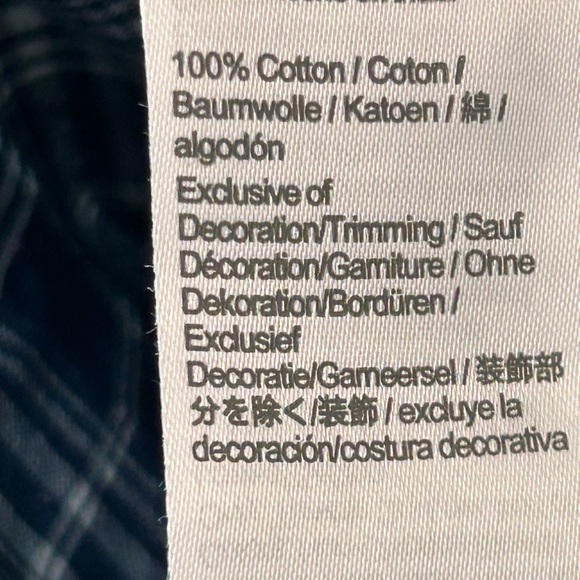 100% Cotton / Coton /
Baumwolle / Katoen / 綿 /
algodón
Exclusive of
Decoration/Trimming / Sauf
Décoration/Garniture / Ohne
Dekoration/Bordüren /
Exclusief
Decoratie/Garneersel / 装飾部
分を除く/装飾 / excluye la
decoración/costura decorativa